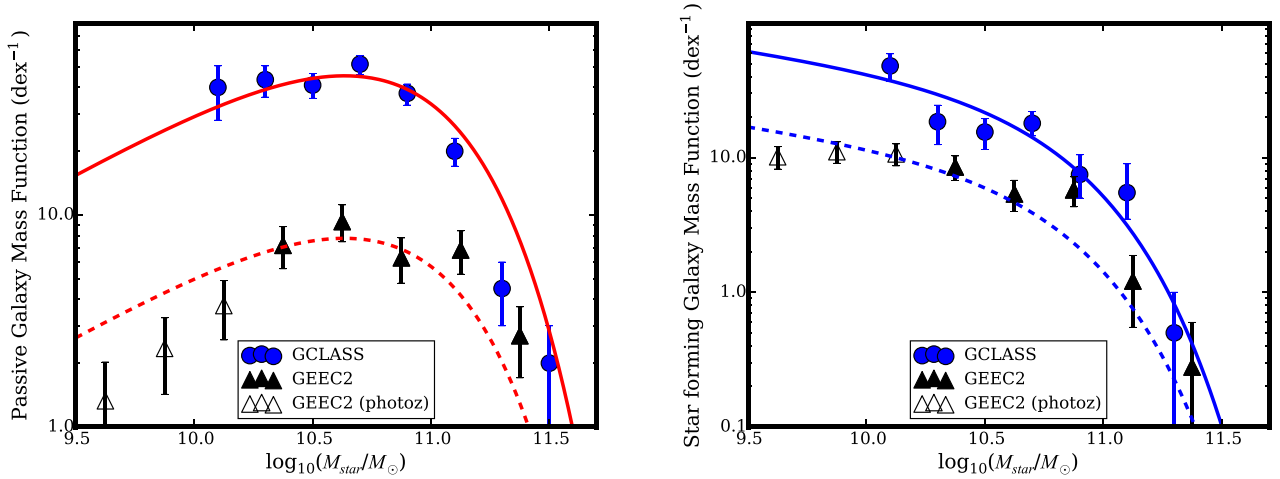 Passive Galaxy Mass Function (dex⁻¹)
10.0
1.0
9.5 10.0 10.5 11.0 11.5
log₁₀(M_star/M_☉)
GCLASS
GEEC2
GEEC2 (photoz)
Star forming Galaxy Mass Function (dex⁻¹)
10.0
1.0
0.1
9.5 10.0 10.5 11.0 11.5
log₁₀(M_star/M_☉)
GCLASS
GEEC2
GEEC2 (photoz)